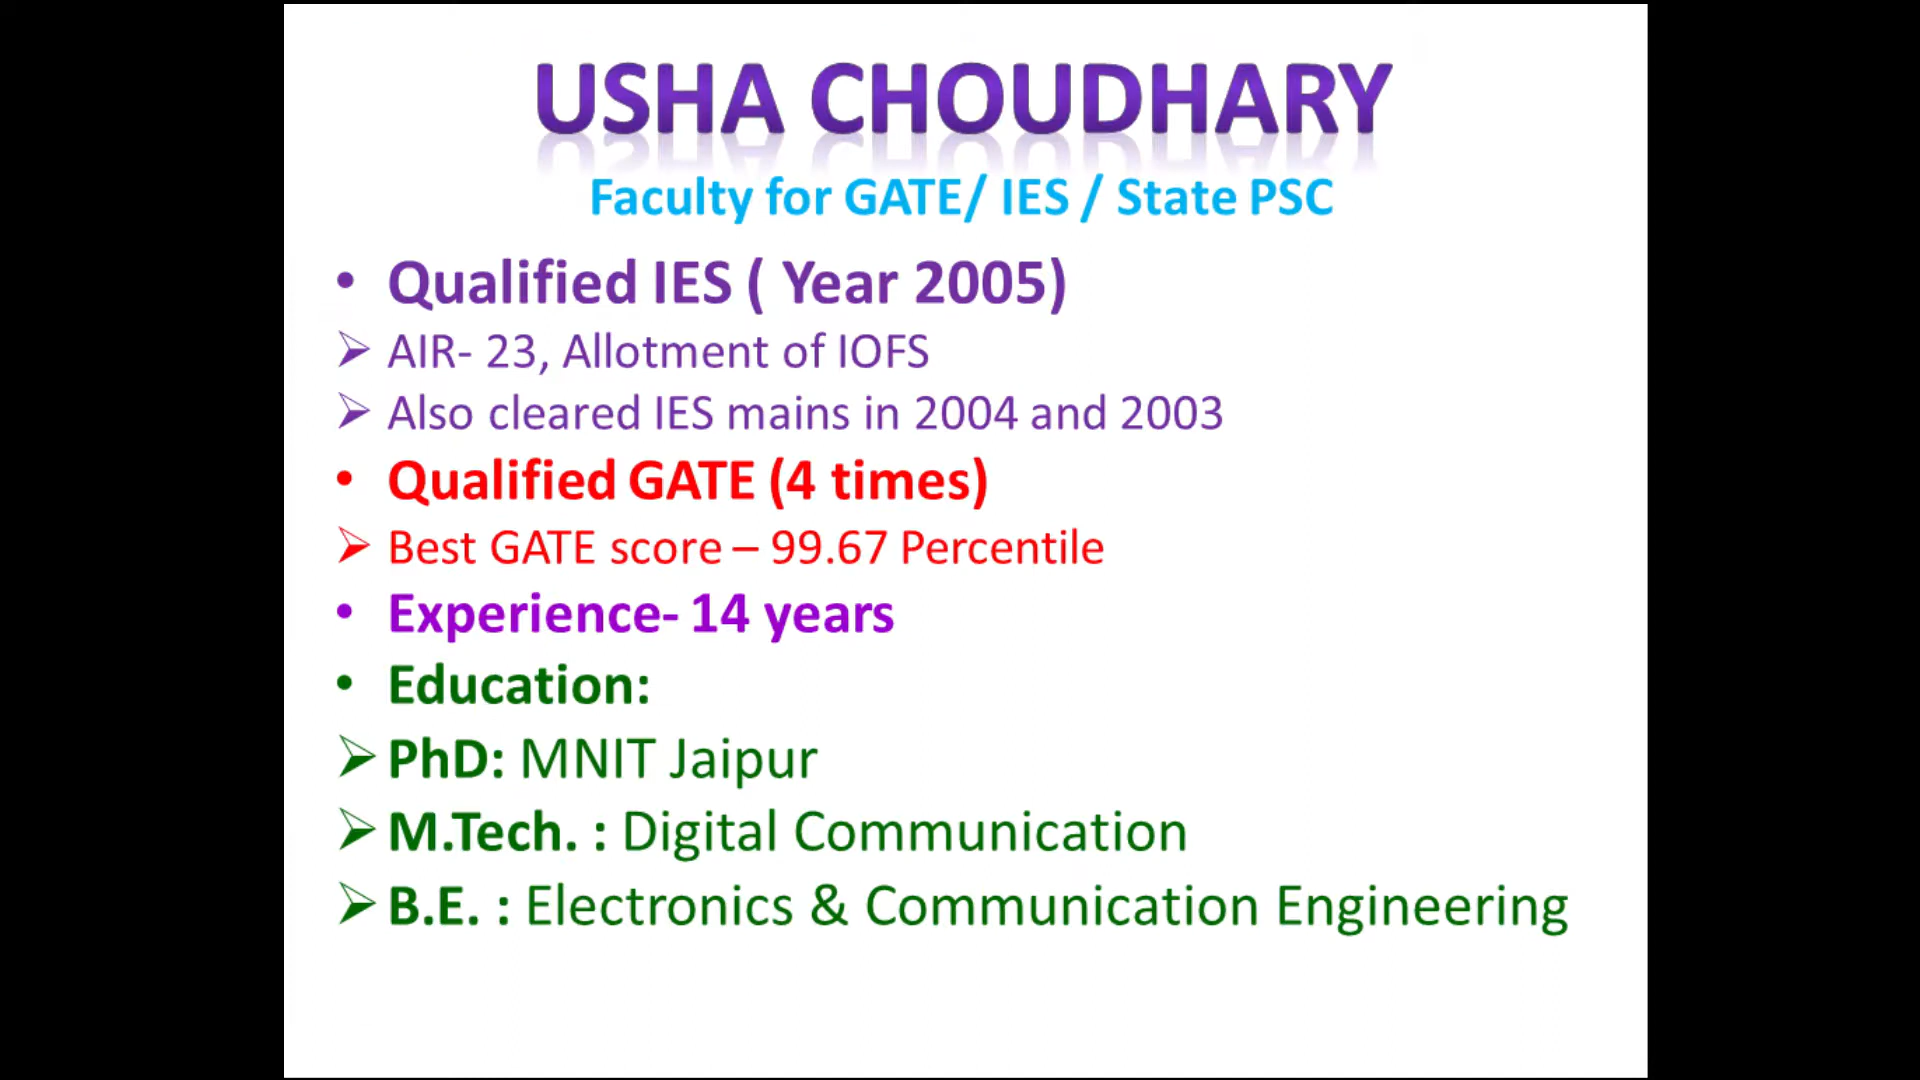 USHA CHOUDHARY
Faculty for GATE/ IES / State PSC
• Qualified IES ( Year 2005)
➢ AIR- 23, Allotment of IOFS
➢ Also cleared IES mains in 2004 and 2003
• Qualified GATE (4 times)
➢ Best GATE score – 99.67 Percentile
• Experience- 14 years
• Education:
➢ PhD: MNIT Jaipur
➢ M.Tech. : Digital Communication
➢ B.E. : Electronics & Communication Engineering